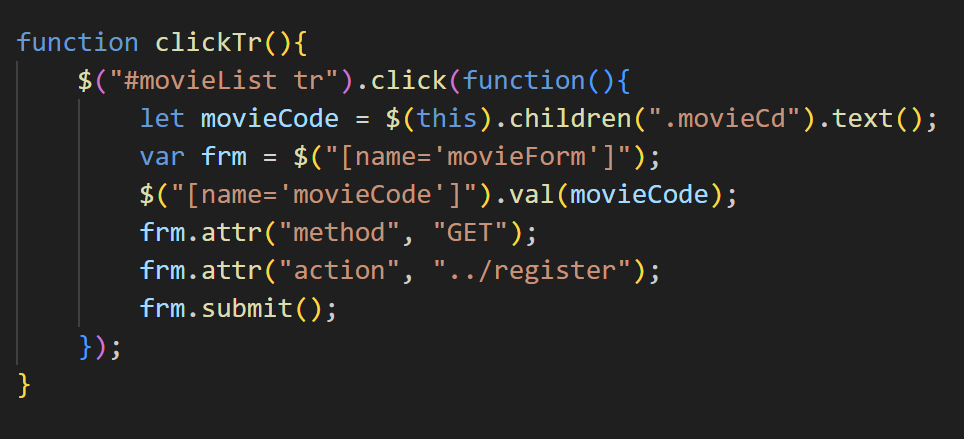 function clickTr(){
    $("#movieList tr").click(function(){
        let movieCode = $(this).children(".movieCd").text();
        var frm = $("[name='movieForm']");
        $("[name='movieCode']").val(movieCode);
        frm.attr("method", "GET");
        frm.attr("action", "../register");
        frm.submit();
    });
}